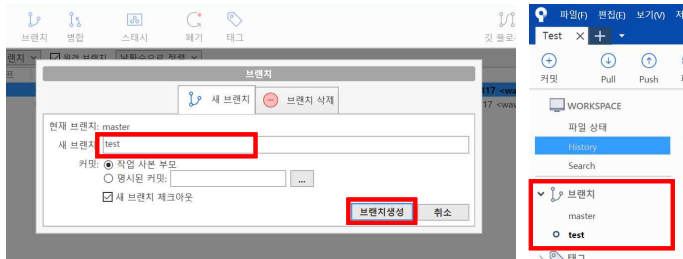 브랜치 병합 스태시 폐기 태그 깃 플로
브랜치
새 브랜치 브랜치 삭제
현재 브랜치: master
새 브랜치: test
커밋: 작업 사본 부모
명시된 커밋: ...
새 브랜치 체크아웃
브랜치생성 취소
파일(F) 편집(E) 보기(V)
Test
커밋 Pull Push
WORKSPACE
파일 상태
History
Search
브랜치
master
test
태그